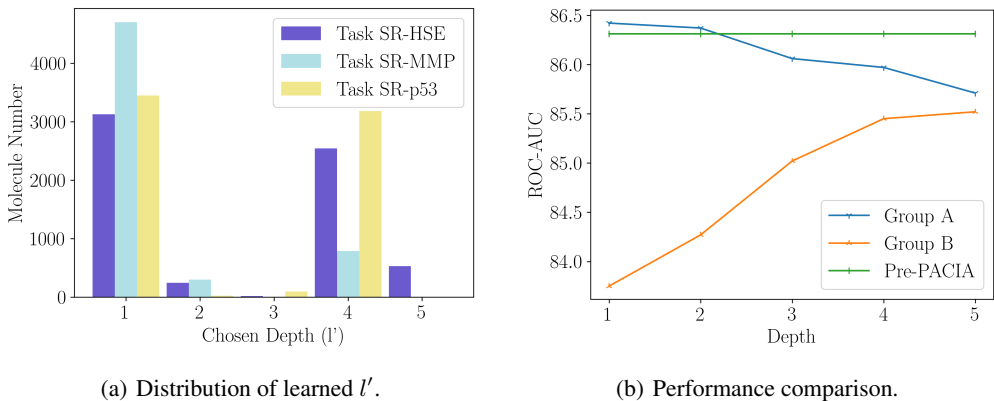 4000
3000
2000
1000
0
Molecule Number
Task SR-HSE
Task SR-MMP
Task SR-p53
1 2 3 4 5
Chosen Depth (l')
(a) Distribution of learned l′.
86.5
86.0
85.5
85.0
84.5
84.0
ROC-AUC
Group A
Group B
Pre-PACIA
1 2 3 4 5
Depth
(b) Performance comparison.